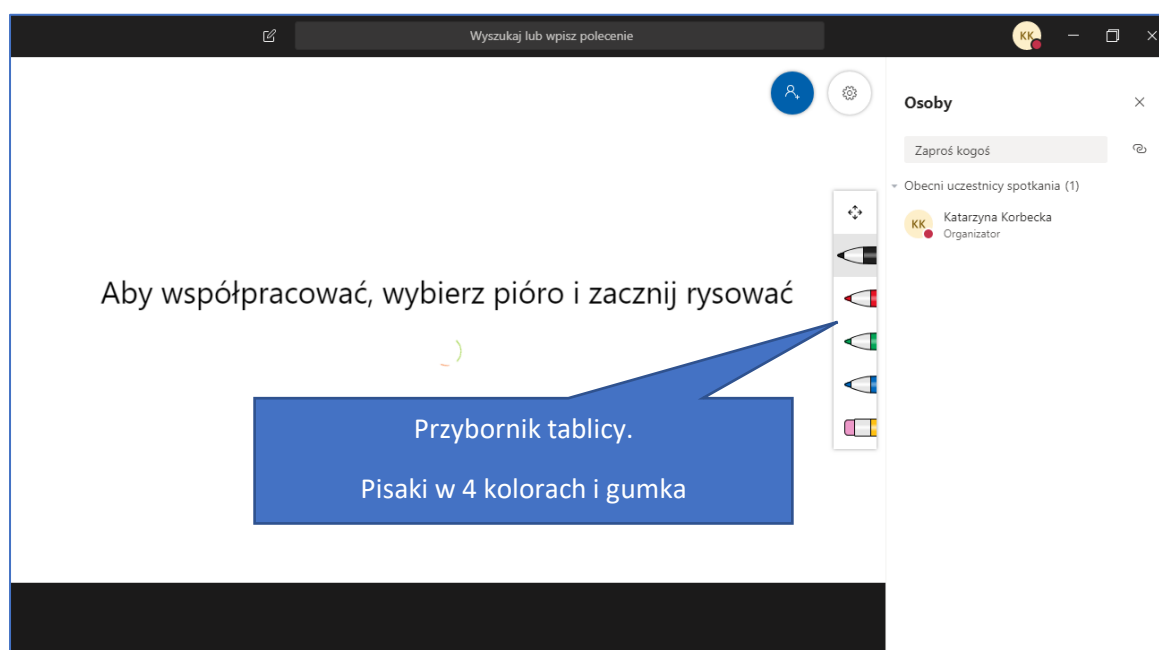 Wyszukaj lub wpisz polecenie
KK
Osoby
Zaproś kogoś
Obecni uczestnicy spotkania (1)
KK
Katarzyna Korbecka
Organizator
Aby współpracować, wybierz pióro i zacznij rysować
Przybornik tablicy.
Pisaki w 4 kolorach i gumka